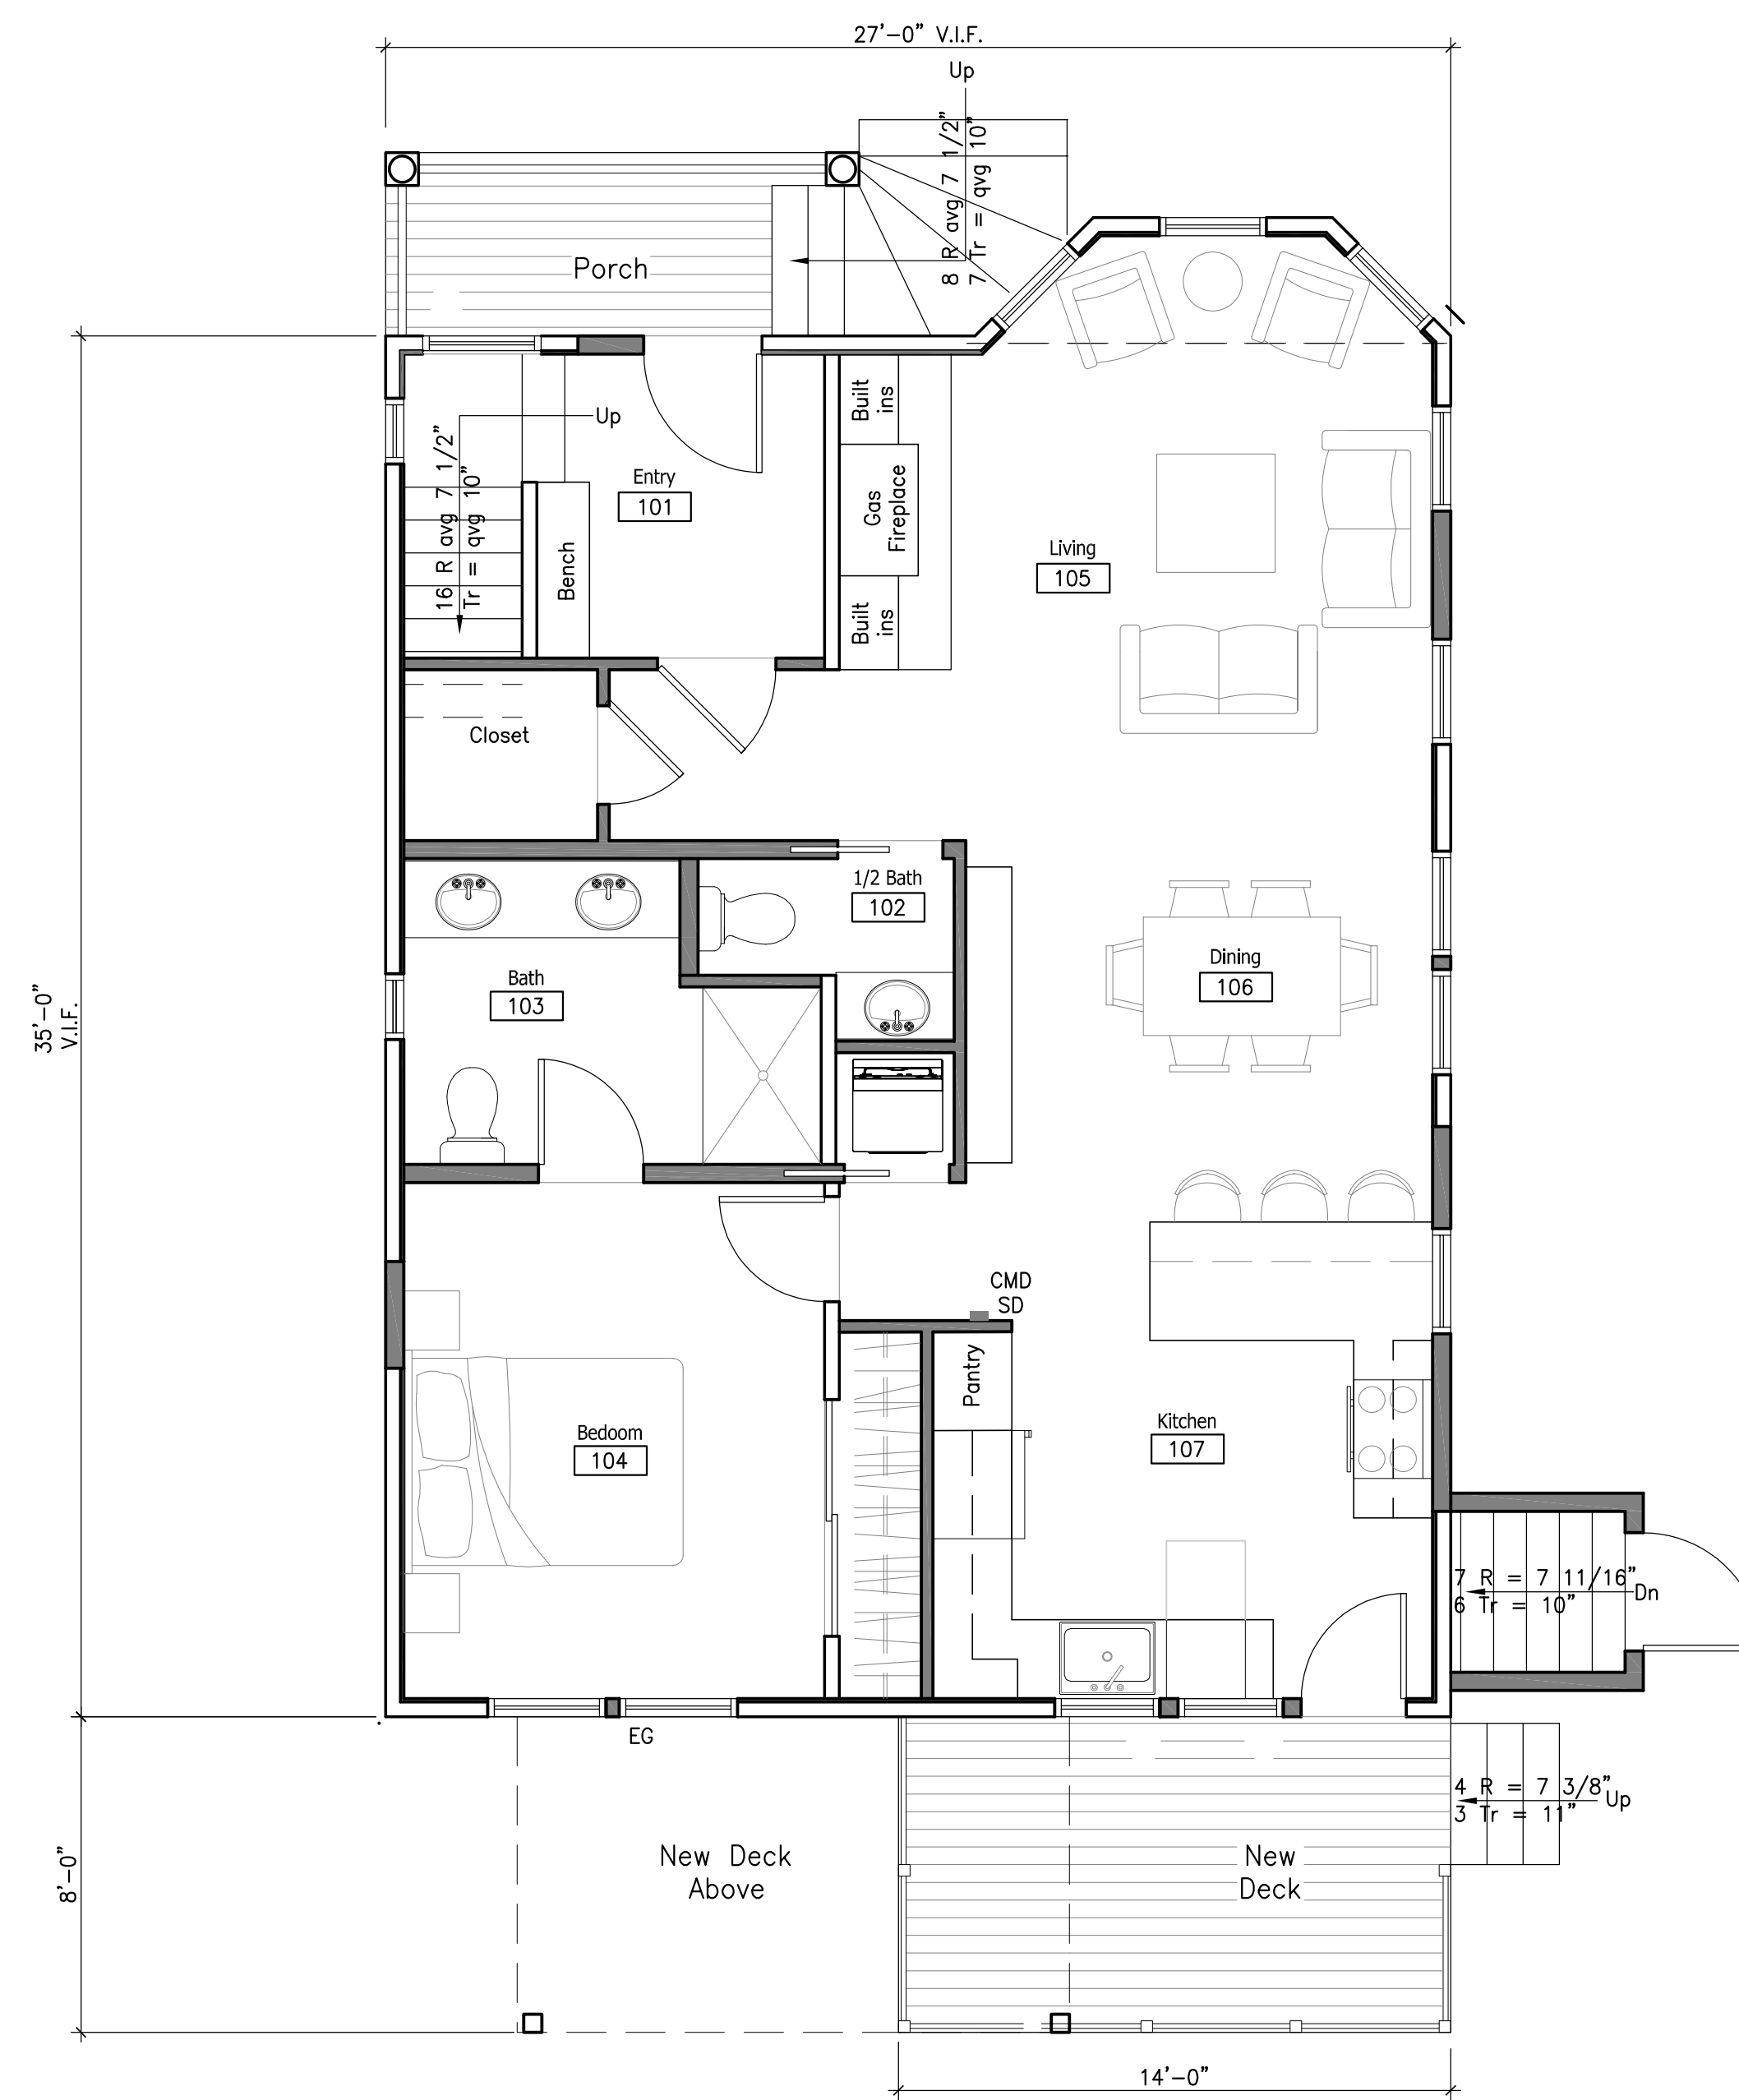 27'-0" V.I.F.
Up
8 R avg 7 1/2"
7 Tr = qvg 10"
Porch
Up
16 R avg 7 1/2"
Tr = qvg 10"
Entry
101
Bench
Built
ins
Gas
Fireplace
Built
ins
Living
105
Closet
1/2 Bath
102
Bath
103
Dining
106
35'-0"
V.I.F.
CMD
SD
Pantry
Kitchen
107
Bedoom
104
7 R = 7 11/16"
6 Tr = 10"
Dn
EG
4 R = 7 3/8"
3 Tr = 11"
Up
New Deck
Above
New
Deck
8'-0"
14'-0"